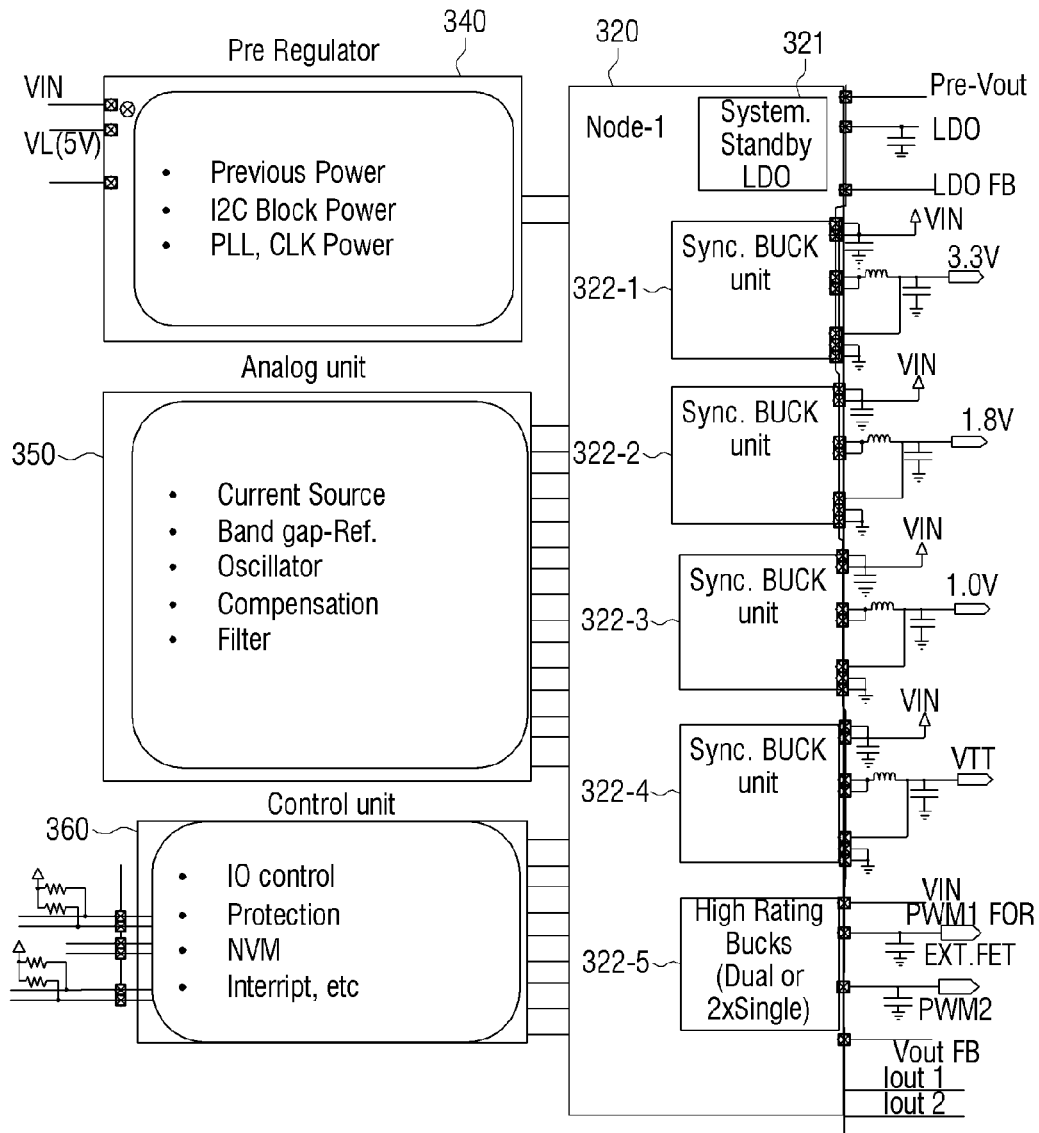 340
Pre Regulator
VIN
VL(5V)
• Previous Power
• I2C Block Power
• PLL, CLK Power
Analog unit
350
• Current Source
• Band gap-Ref.
• Oscillator
• Compensation
• Filter
Control unit
360
• IO control
• Protection
• NVM
• Interript, etc
320
321
Node-1
System.
Standby
LDO
Pre-Vout
LDO
LDO FB
322-1
Sync. BUCK
unit
VIN
3.3V
322-2
Sync. BUCK
unit
VIN
1.8V
322-3
Sync. BUCK
unit
VIN
1.0V
322-4
Sync. BUCK
unit
VIN
VTT
322-5
High Rating
Bucks
(Dual or
2xSingle)
VIN
PWM1 FOR
EXT.FET
PWM2
Vout FB
Iout 1
Iout 2